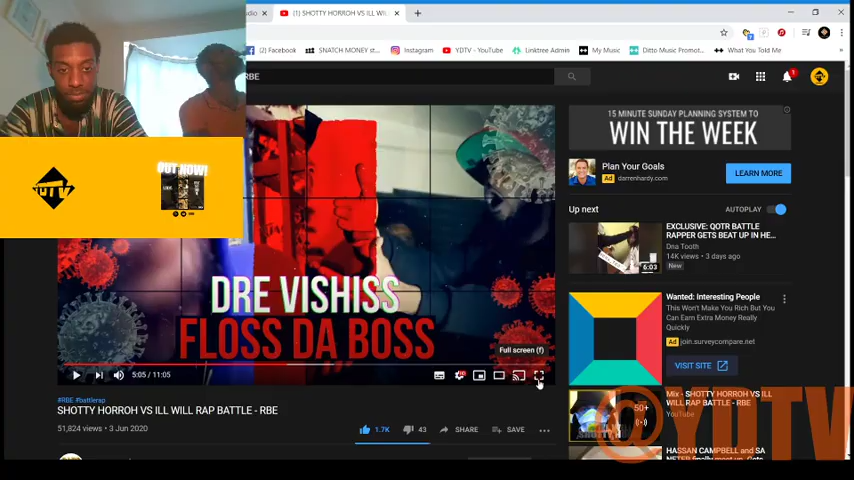 (1) SHOTTY HORROH VS ILL WIL
Facebook
SNATCH MONEY st...
Instagram
YDTV - YouTube
Linktree Admin
My Music
Ditto Music Promot...
What You Told Me
RBE
1
YDTV
OUT NOW!
DRE VISHISS
FLOSS DA BOSS
Full screen (f)
5:05 / 11:05
#RBE #battlerap
SHOTTY HORROH VS ILL WILL RAP BATTLE - RBE
51,824 views • 3 Jun 2020
1.7K
43
SHARE
SAVE
15 MINUTE SUNDAY PLANNING SYSTEM TO
WIN THE WEEK
Plan Your Goals
Ad darrenhardy.com
LEARN MORE
Up next
AUTOPLAY
EXCLUSIVE: QOTR BATTLE
RAPPER GETS BEAT UP IN HE...
Dna Tooth
14K views • 3 days ago
New
6:03
Wanted: Interesting People
This Won't Make You Rich But You
Can Earn Extra Money Really
Quickly
Ad join.surveycompare.net
VISIT SITE
Mix - SHOTTY HORROH VS ILL
WILL RAP BATTLE - RBE
YouTube
50+
HASSAN CAMPBELL and SA
@YDTV